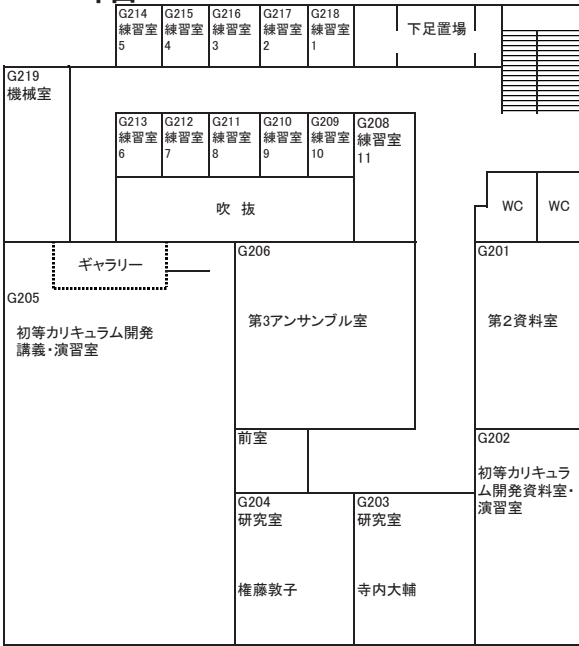 G214
練習室
5
G215
練習室
4
G216
練習室
3
G217
練習室
2
G218
練習室
1
下足置場
G219
機械室
G213
練習室
6
G212
練習室
7
G211
練習室
8
G210
練習室
9
G209
練習室
10
G208
練習室
11
吹 抜
WC
WC
ギャラリー
G205
初等カリキュラム開発
講義・演習室
G206
第3アンサンブル室
G201
第2資料室
前室
G202
初等カリキュラ
ム開発資料室・
演習室
G204
研究室
権藤敦子
G203
研究室
寺内大輔